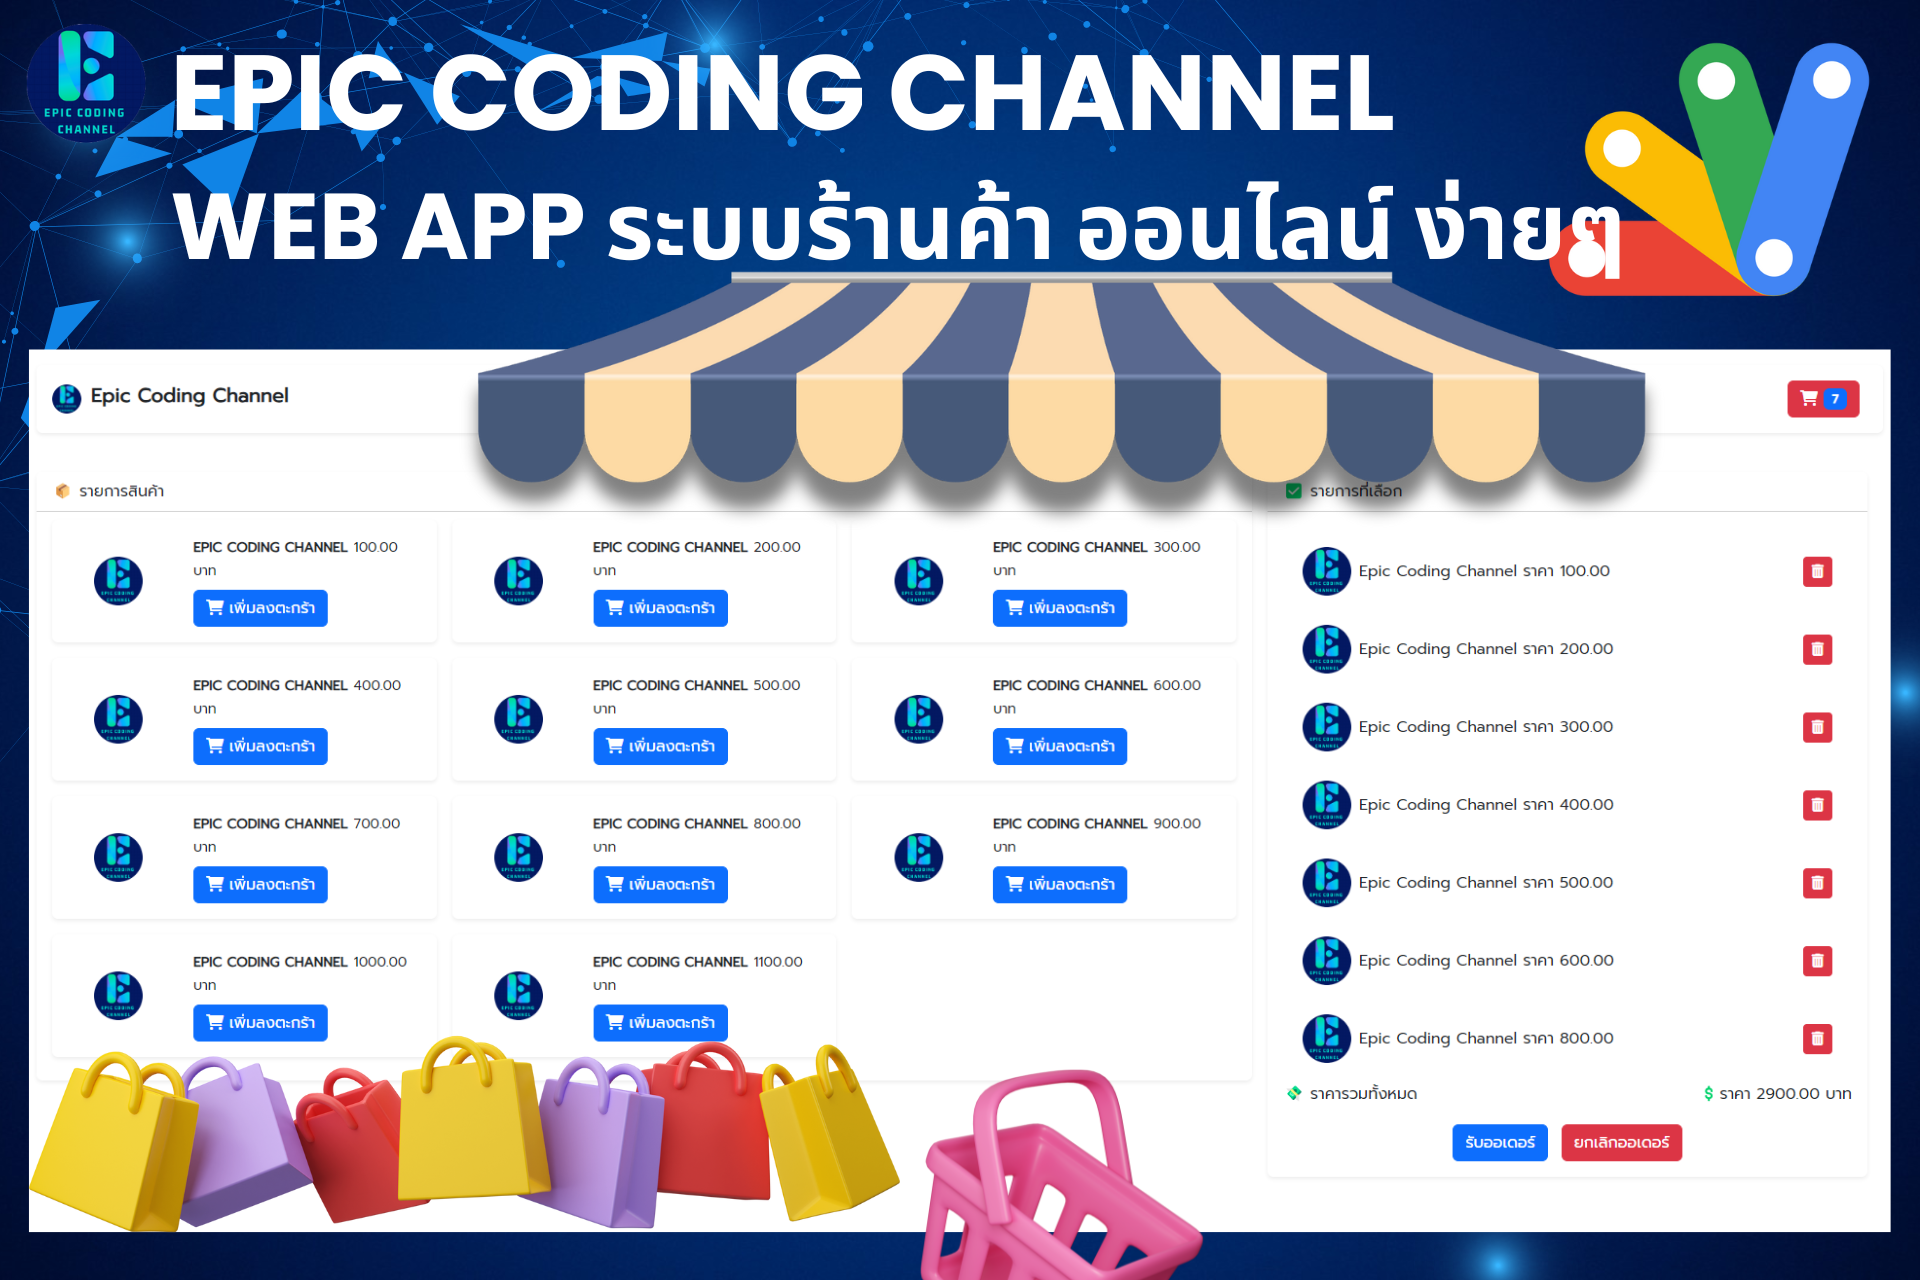 EPIC CODING
CHANNEL
EPIC CODING CHANNEL
WEB APP ระบบร้านค้า ออนไลน์ ง่ายๆ
Epic Coding Channel
7
รายการสินค้า
EPIC CODING CHANNEL 100.00
บาท
เพิ่มลงตะกร้า
EPIC CODING CHANNEL 200.00
บาท
เพิ่มลงตะกร้า
EPIC CODING CHANNEL 300.00
บาท
เพิ่มลงตะกร้า
EPIC CODING CHANNEL 400.00
บาท
เพิ่มลงตะกร้า
EPIC CODING CHANNEL 500.00
บาท
เพิ่มลงตะกร้า
EPIC CODING CHANNEL 600.00
บาท
เพิ่มลงตะกร้า
EPIC CODING CHANNEL 700.00
บาท
เพิ่มลงตะกร้า
EPIC CODING CHANNEL 800.00
บาท
เพิ่มลงตะกร้า
EPIC CODING CHANNEL 900.00
บาท
เพิ่มลงตะกร้า
EPIC CODING CHANNEL 1000.00
บาท
เพิ่มลงตะกร้า
EPIC CODING CHANNEL 1100.00
บาท
เพิ่มลงตะกร้า
รายการที่เลือก
Epic Coding Channel ราคา 100.00
Epic Coding Channel ราคา 200.00
Epic Coding Channel ราคา 300.00
Epic Coding Channel ราคา 400.00
Epic Coding Channel ราคา 500.00
Epic Coding Channel ราคา 600.00
Epic Coding Channel ราคา 800.00
ราคารวมทั้งหมด
$ ราคา 2900.00 บาท
รับออเดอร์
ยกเลิกออเดอร์